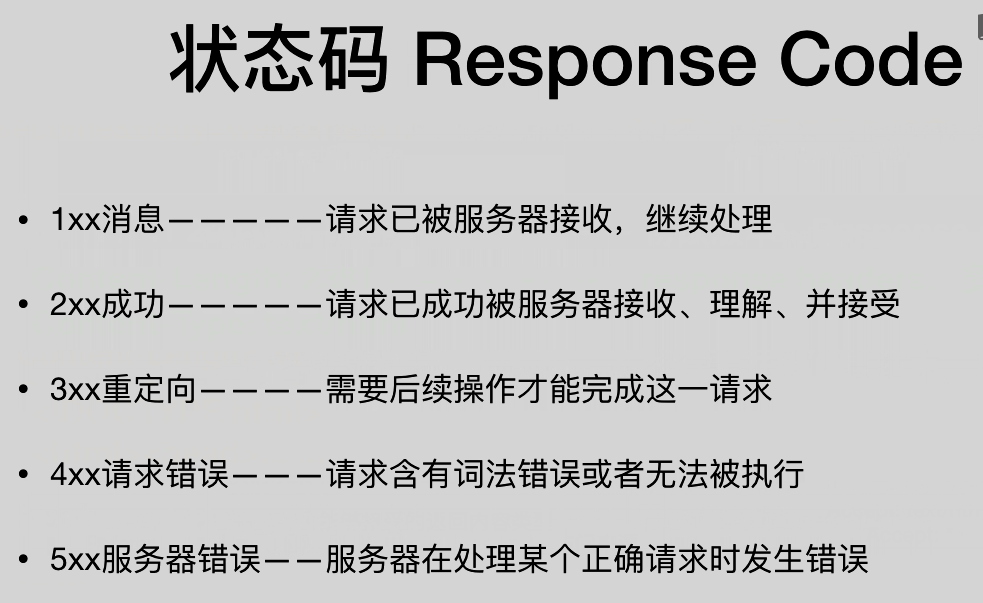 状态码 Response Code
• 1xx消息—————请求已被服务器接收，继续处理
• 2xx成功—————请求已成功被服务器接收、理解、并接受
• 3xx重定向————需要后续操作才能完成这一请求
• 4xx请求错误———请求含有词法错误或者无法被执行
• 5xx服务器错误——服务器在处理某个正确请求时发生错误